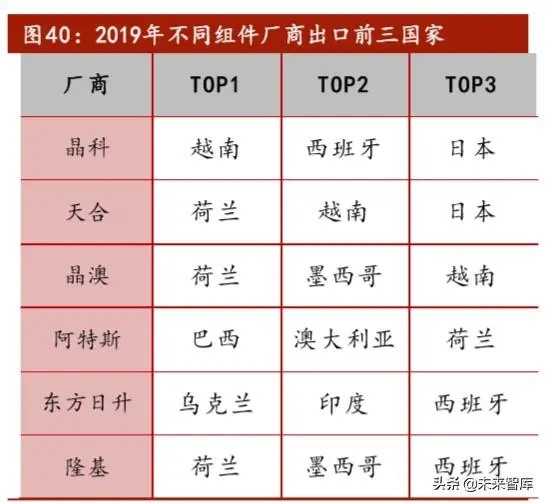 图40：2019年不同组件厂商出口前三国家
厂商 TOP1 TOP2 TOP3
晶科 越南 西班牙 日本
天合 荷兰 越南 日本
晶澳 荷兰 墨西哥 越南
阿特斯 巴西 澳大利亚 荷兰
东方日升 乌克兰 印度 西班牙
隆基 荷兰 墨西哥 西班牙
头条 @未来智库